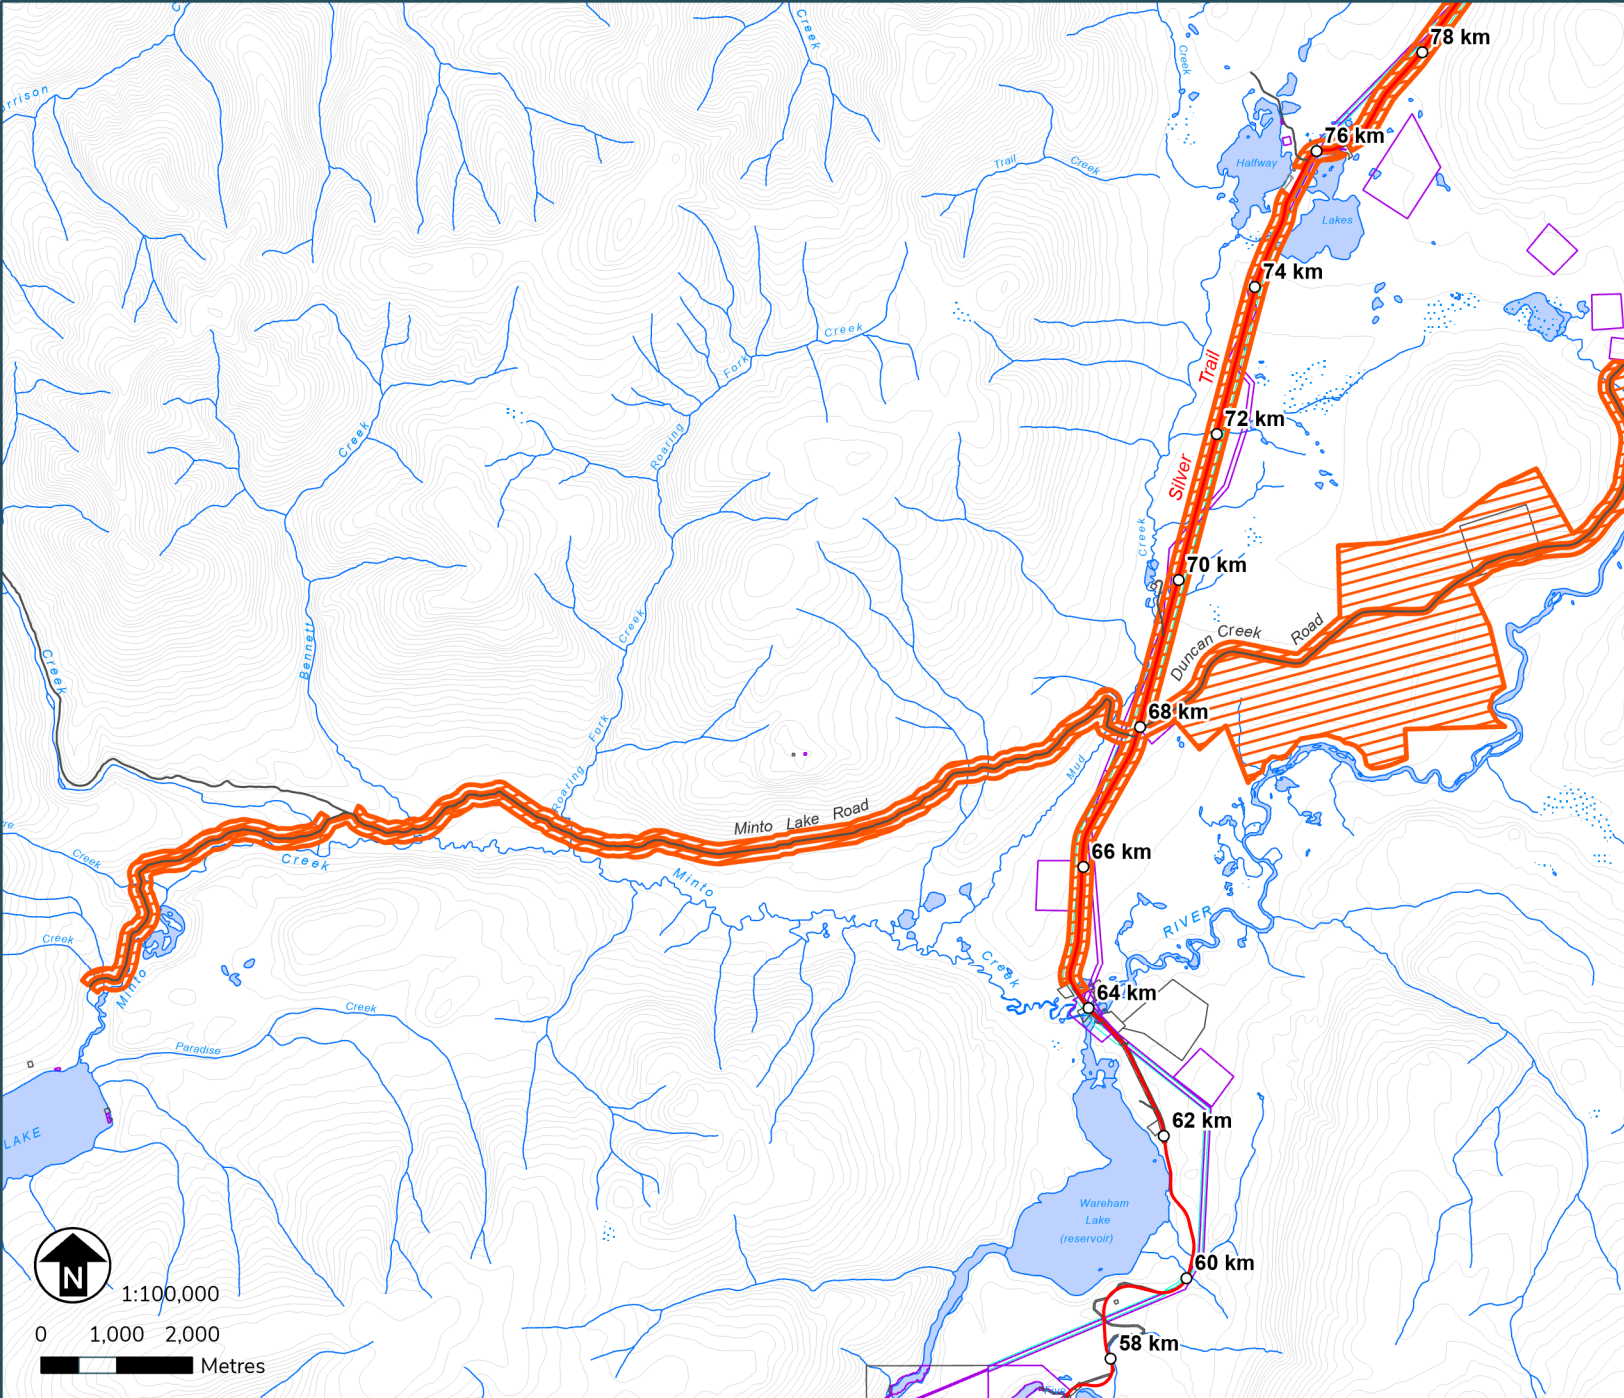 78 km
Creek
Creek
76 km
Halfway
Trail
Creek
Lakes
74 km
Creek
Fork
Trail
72 km
Creek
Roaring
Silver
Creek
70 km
Creek
Duncan Creek Road
Bennett
Creek
68 km
Fork
Mud
Roaring
Minto Lake Road
66 km
Creek
Creek
Minto
RIVER
Creek
Creek
Minto
64 km
Creek
Paradise
62 km
LAKE
Wareham
Lake
(reservoir)
60 km
N
1:100,000
0 1,000 2,000
Metres
58 km